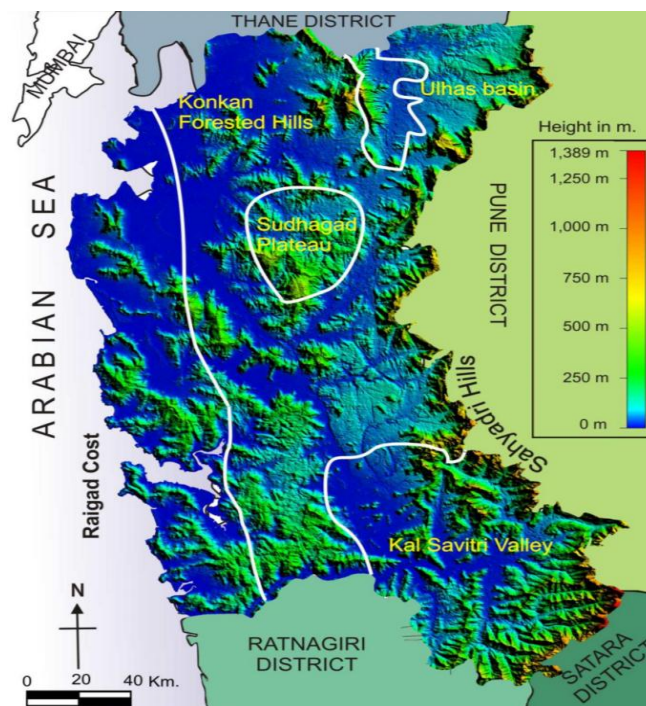 THANE DISTRICT
MUMBAI
Konkan
Forested Hills
Ulhas basin
Height in m.
1,389 m
1,250 m
1,000 m
750 m
500 m
250 m
0 m
Sudhagad
Plateau
PUNE DISTRICT
ARABIAN SEA
Sahyadri Hills
Raigad Cost
Kal Savitri Valley
N
RATNAGIRI
DISTRICT
SATARA
DISTRICT
0 20 40 Km.